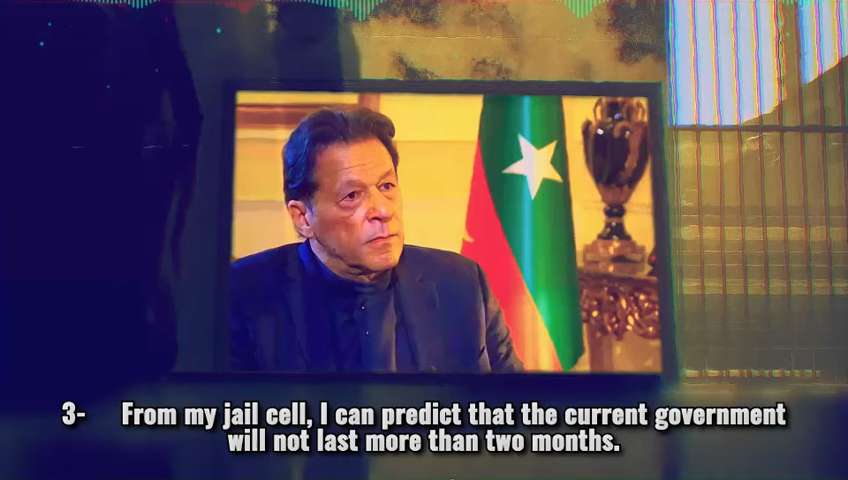 3- From my jail cell, I can predict that the current government
will not last more than two months.